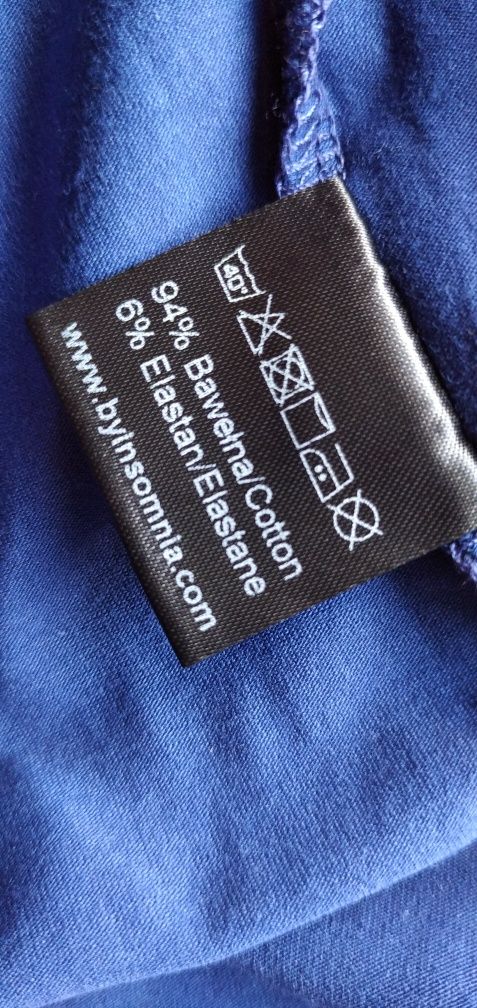 40°
94% Bawełna/Cotton
6% Elastan/Elastane
www.byinsomnia.com